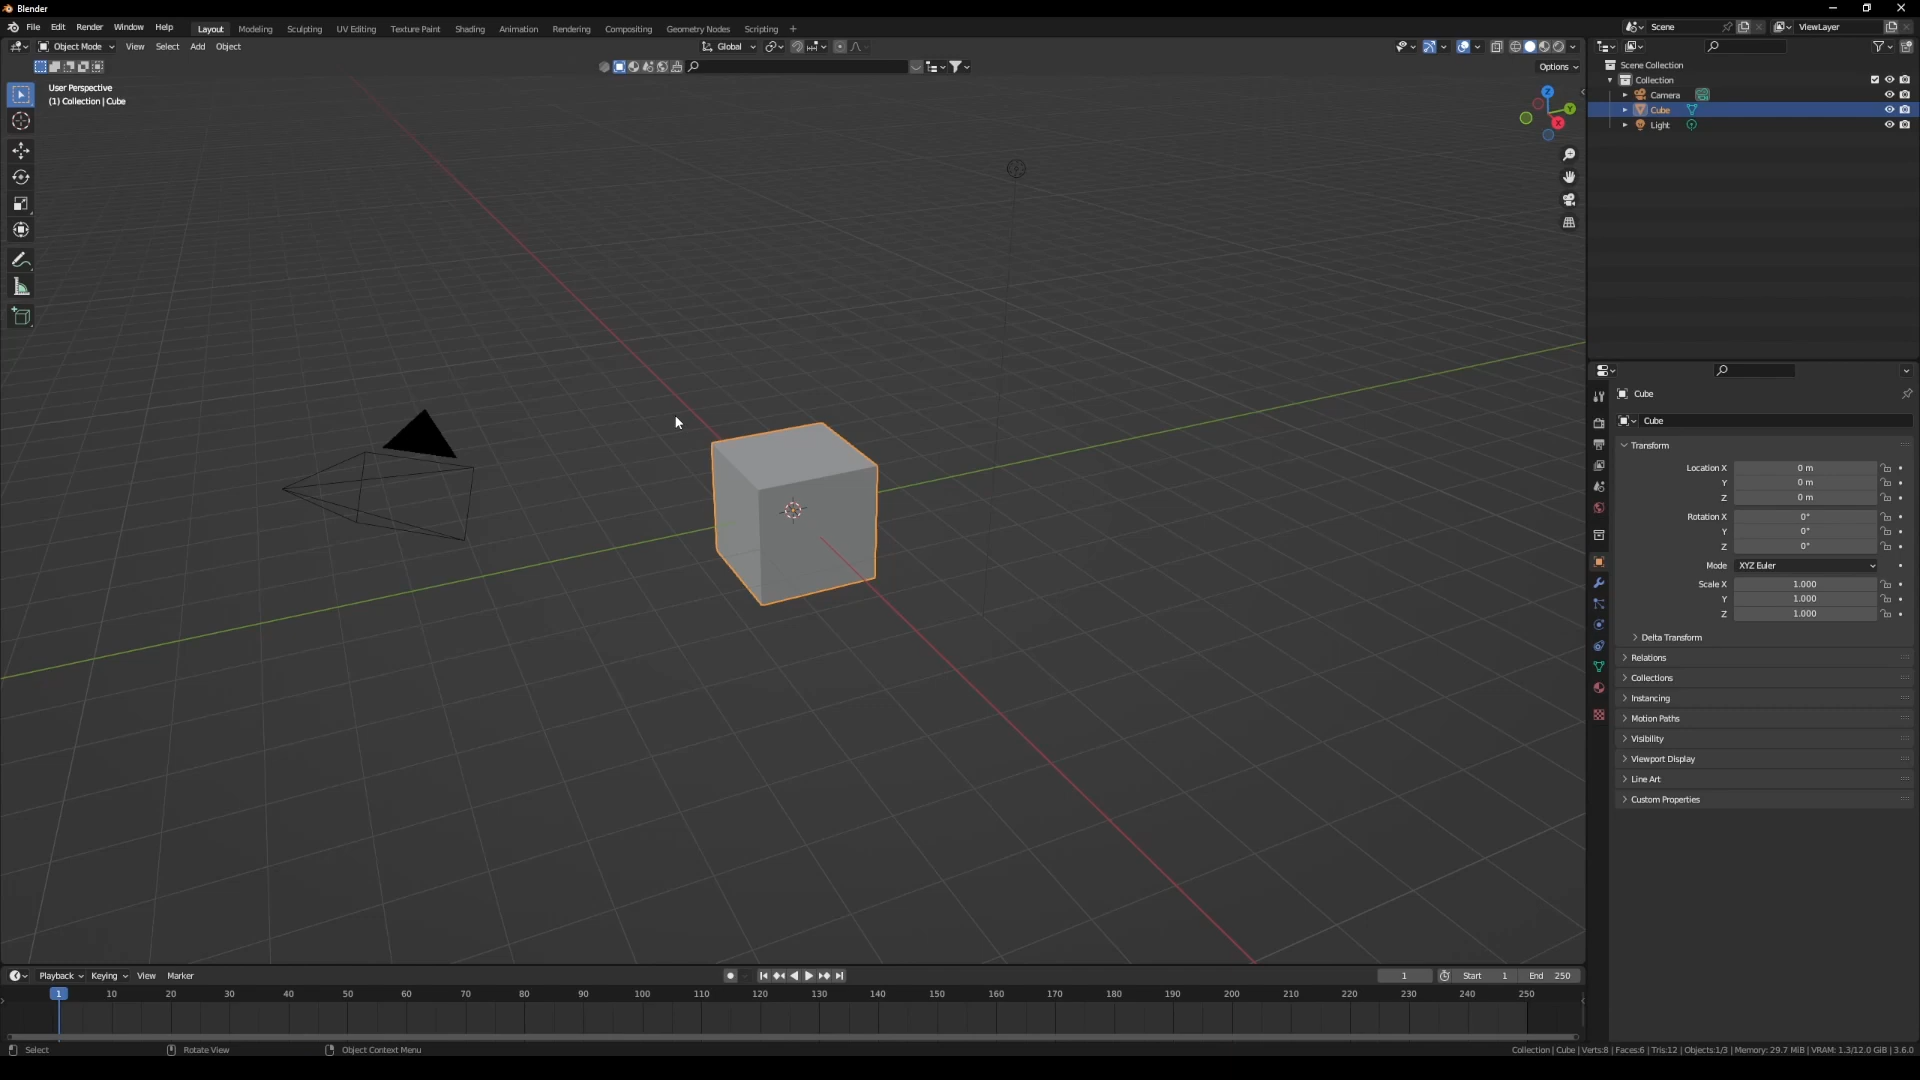 Blender
File Edit Render Window Help Layout Modeling Sculpting UV Editing Texture Paint Shading Animation Rendering Compositing Geometry Nodes Scripting + Scene ViewLayer
Object Mode View Select Add Object Global
Options
User Perspective
(1) Collection | Cube
Z
Y
X
Scene Collection
Collection
Camera
Cube
Light
Cube
Cube
Transform
Location X 0 m
Y 0 m
Z 0 m
Rotation X 0°
Y 0°
Z 0°
Mode XYZ Euler
Scale X 1.000
Y 1.000
Z 1.000
Delta Transform
Relations
Collections
Instancing
Motion Paths
Visibility
Viewport Display
Line Art
Custom Properties
Playback Keying View Marker 1 Start 1 End 250
1 10 20 30 40 50 60 70 80 90 100 110 120 130 140 150 160 170 180 190 200 210 220 230 240 250
Select Rotate View Object Context Menu Collection | Cube | Verts:8 | Faces:6 | Tris:12 | Objects:1/3 | Memory: 29.7 MiB | VRAM: 1.3/12.0 GiB | 3.6.0